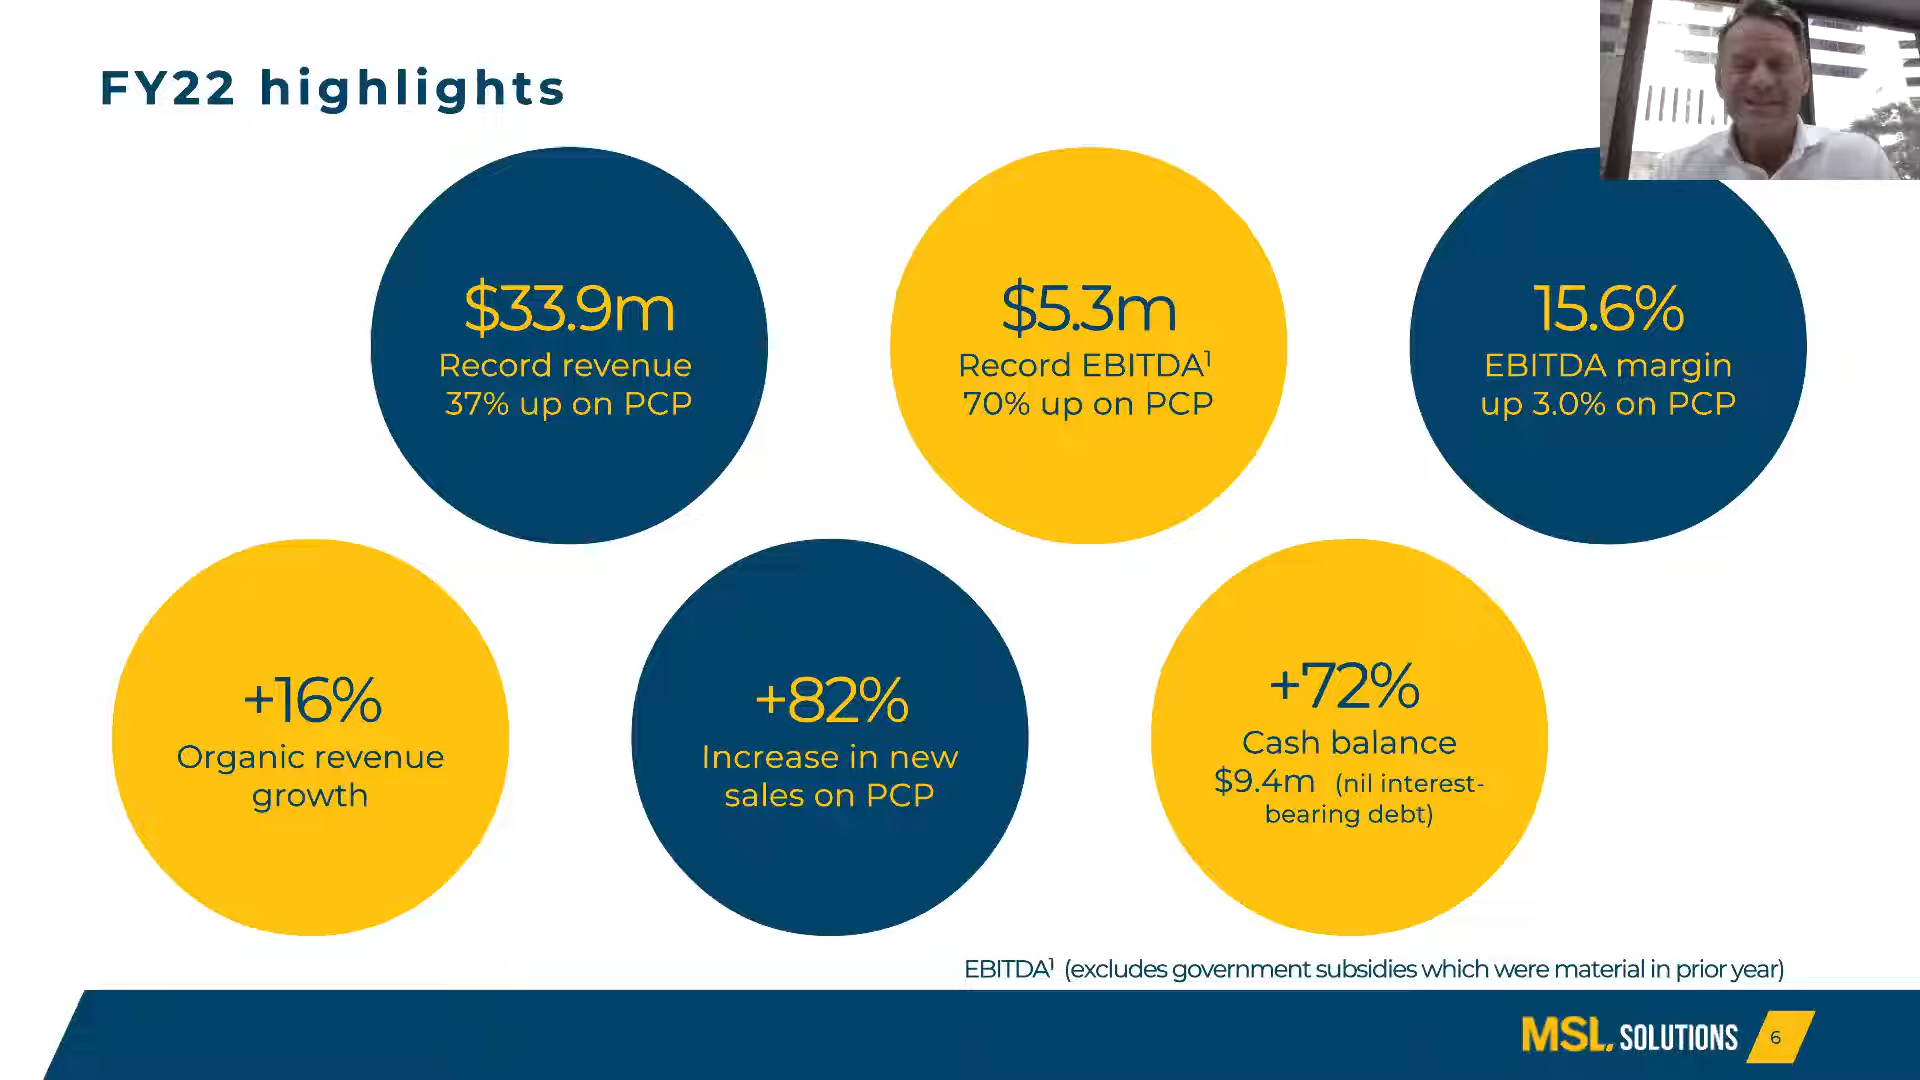 FY22 highlights
$33.9m
Record revenue
37% up on PCP
$5.3m
Record EBITDA¹
70% up on PCP
15.6%
EBITDA margin
up 3.0% on PCP
+16%
Organic revenue
growth
+82%
Increase in new
sales on PCP
+72%
Cash balance
$9.4m (nil interest-
bearing debt)
EBITDA¹ (excludes government subsidies which were material in prior year)
MSL. SOLUTIONS
6